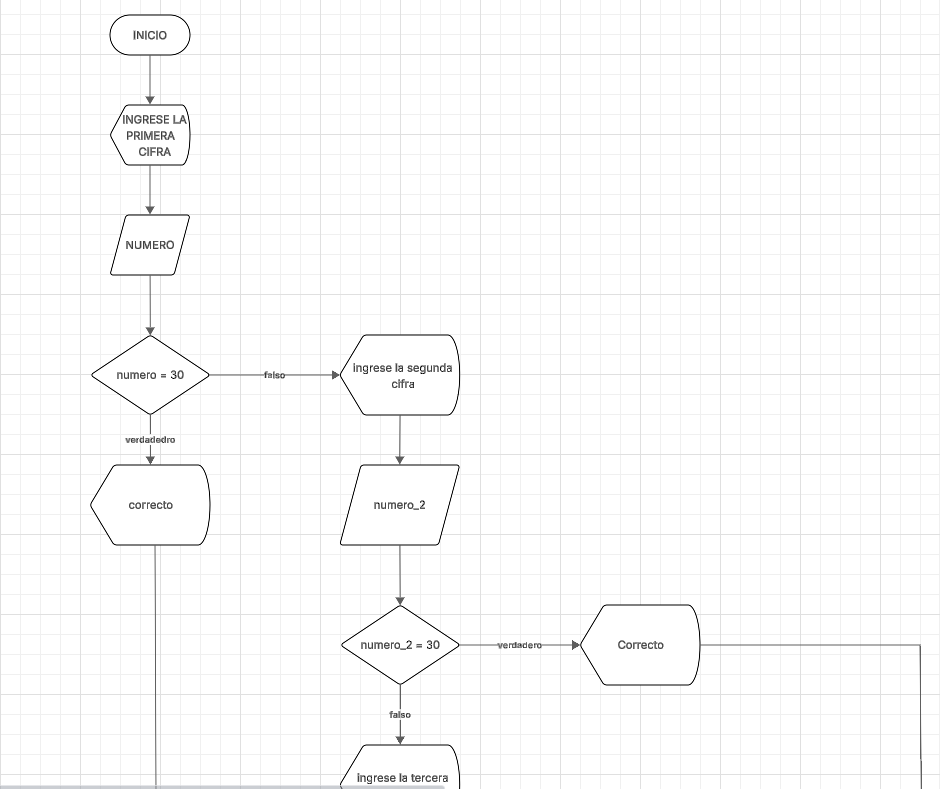 INICIO
INGRESE LA
PRIMERA
CIFRA
NUMERO
numero = 30
falso
ingrese la segunda
cifra
verdadedro
correcto
numero_2
numero_2 = 30
verdadero
Correcto
falso
ingrese la tercera